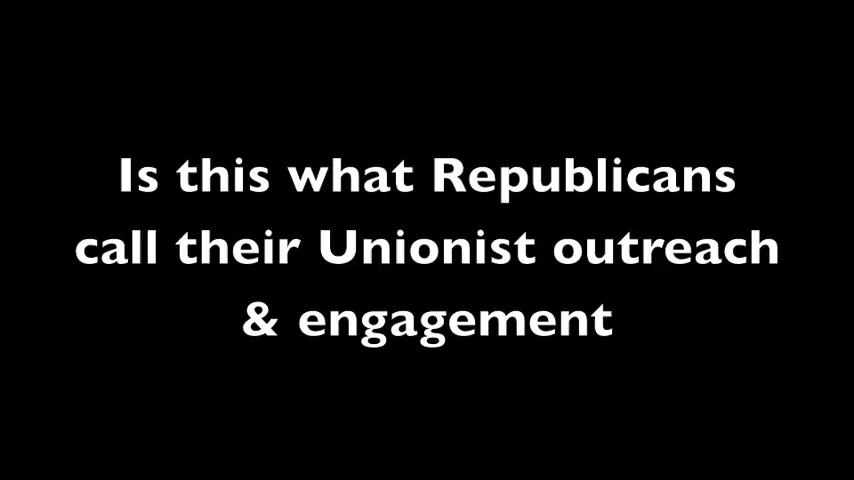 Is this what Republicans
call their Unionist outreach
& engagement